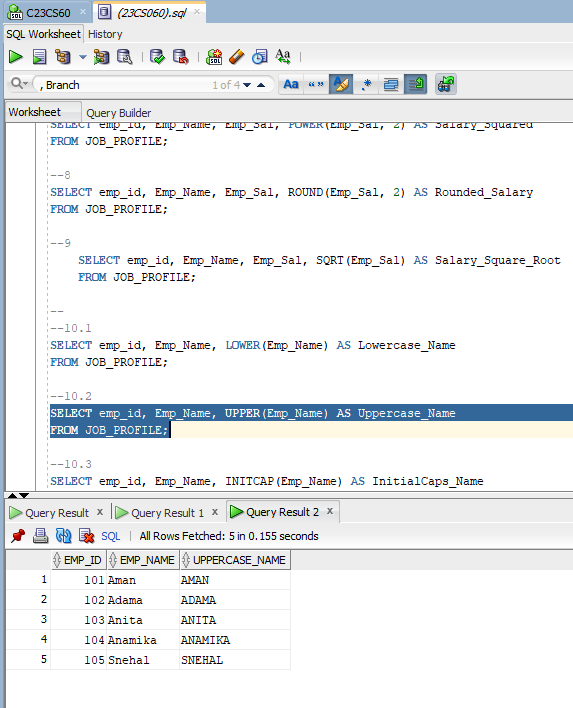 C23CS60 × (23CS060).sql ×
SQL Worksheet History
, Branch 1 of 4 Aa “” .*
Worksheet Query Builder
SELECT emp_id, Emp_Name, Emp_Sal, POWER(Emp_Sal, 2) AS Salary_Squared
FROM JOB_PROFILE;
--8
SELECT emp_id, Emp_Name, Emp_Sal, ROUND(Emp_Sal, 2) AS Rounded_Salary
FROM JOB_PROFILE;
--9
SELECT emp_id, Emp_Name, Emp_Sal, SQRT(Emp_Sal) AS Salary_Square_Root
FROM JOB_PROFILE;
--
--10.1
SELECT emp_id, Emp_Name, LOWER(Emp_Name) AS Lowercase_Name
FROM JOB_PROFILE;
--10.2
SELECT emp_id, Emp_Name, UPPER(Emp_Name) AS Uppercase_Name
FROM JOB_PROFILE;
--10.3
SELECT emp_id, Emp_Name, INITCAP(Emp_Name) AS InitialCaps_Name
Query Result × Query Result 1 × Query Result 2 ×
SQL | All Rows Fetched: 5 in 0.155 seconds
EMP_ID EMP_NAME UPPERCASE_NAME
1 101 Aman AMAN
2 102 Adama ADAMA
3 103 Anita ANITA
4 104 Anamika ANAMIKA
5 105 Snehal SNEHAL